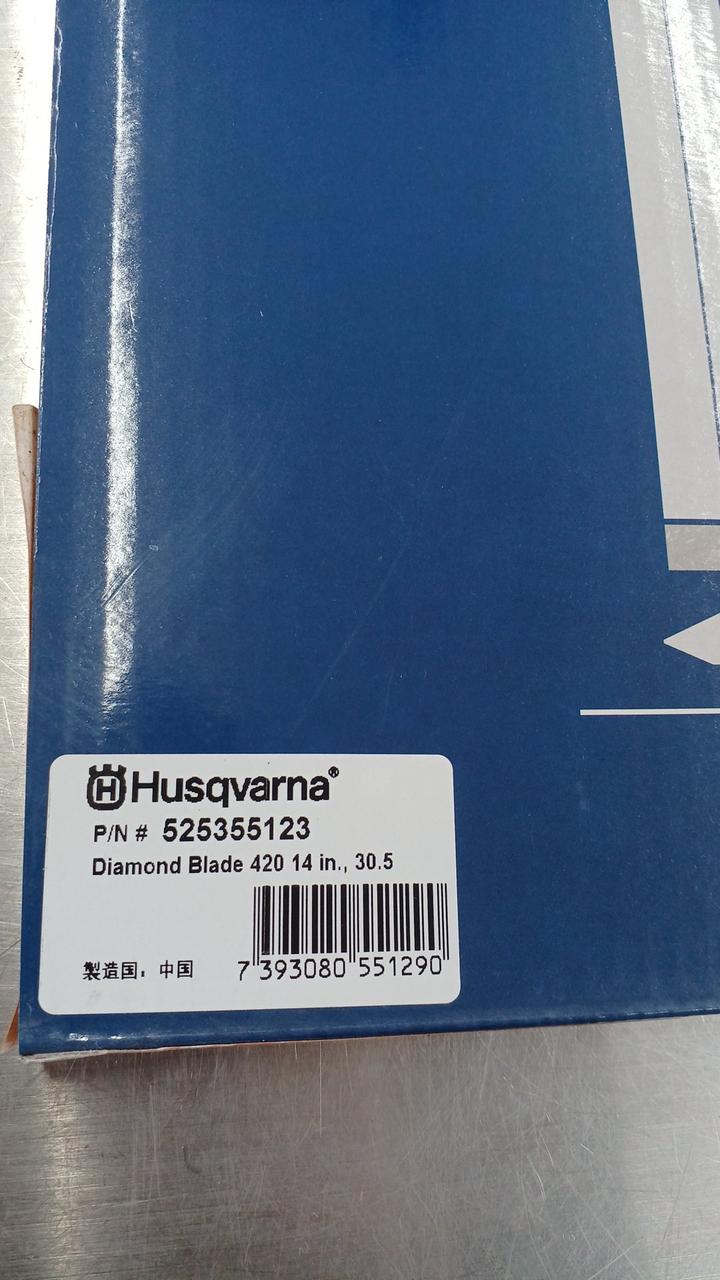 Husqvarna®
P/N # 525355123
Diamond Blade 420 14 in., 30.5
製造国：中国
7 393080 551290